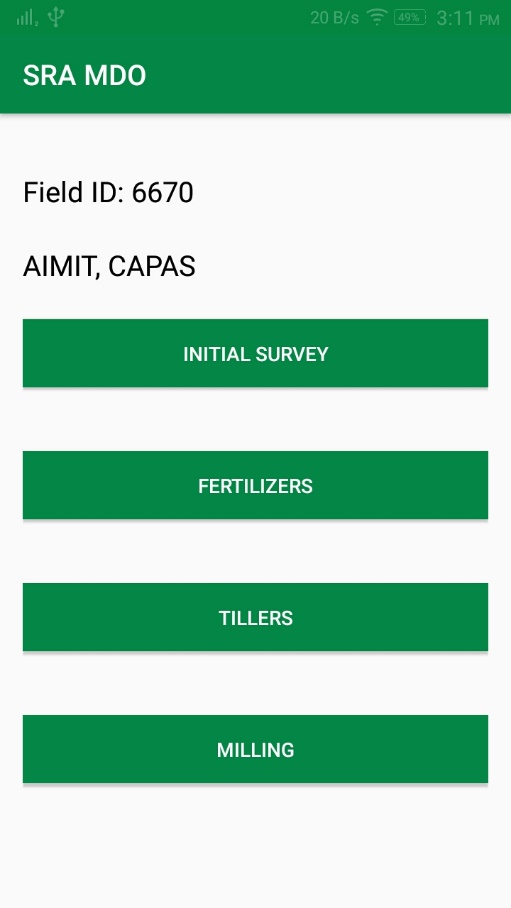 20 B/s 49% 3:11 PM
SRA MDO
Field ID: 6670
AIMIT, CAPAS
INITIAL SURVEY
FERTILIZERS
TILLERS
MILLING